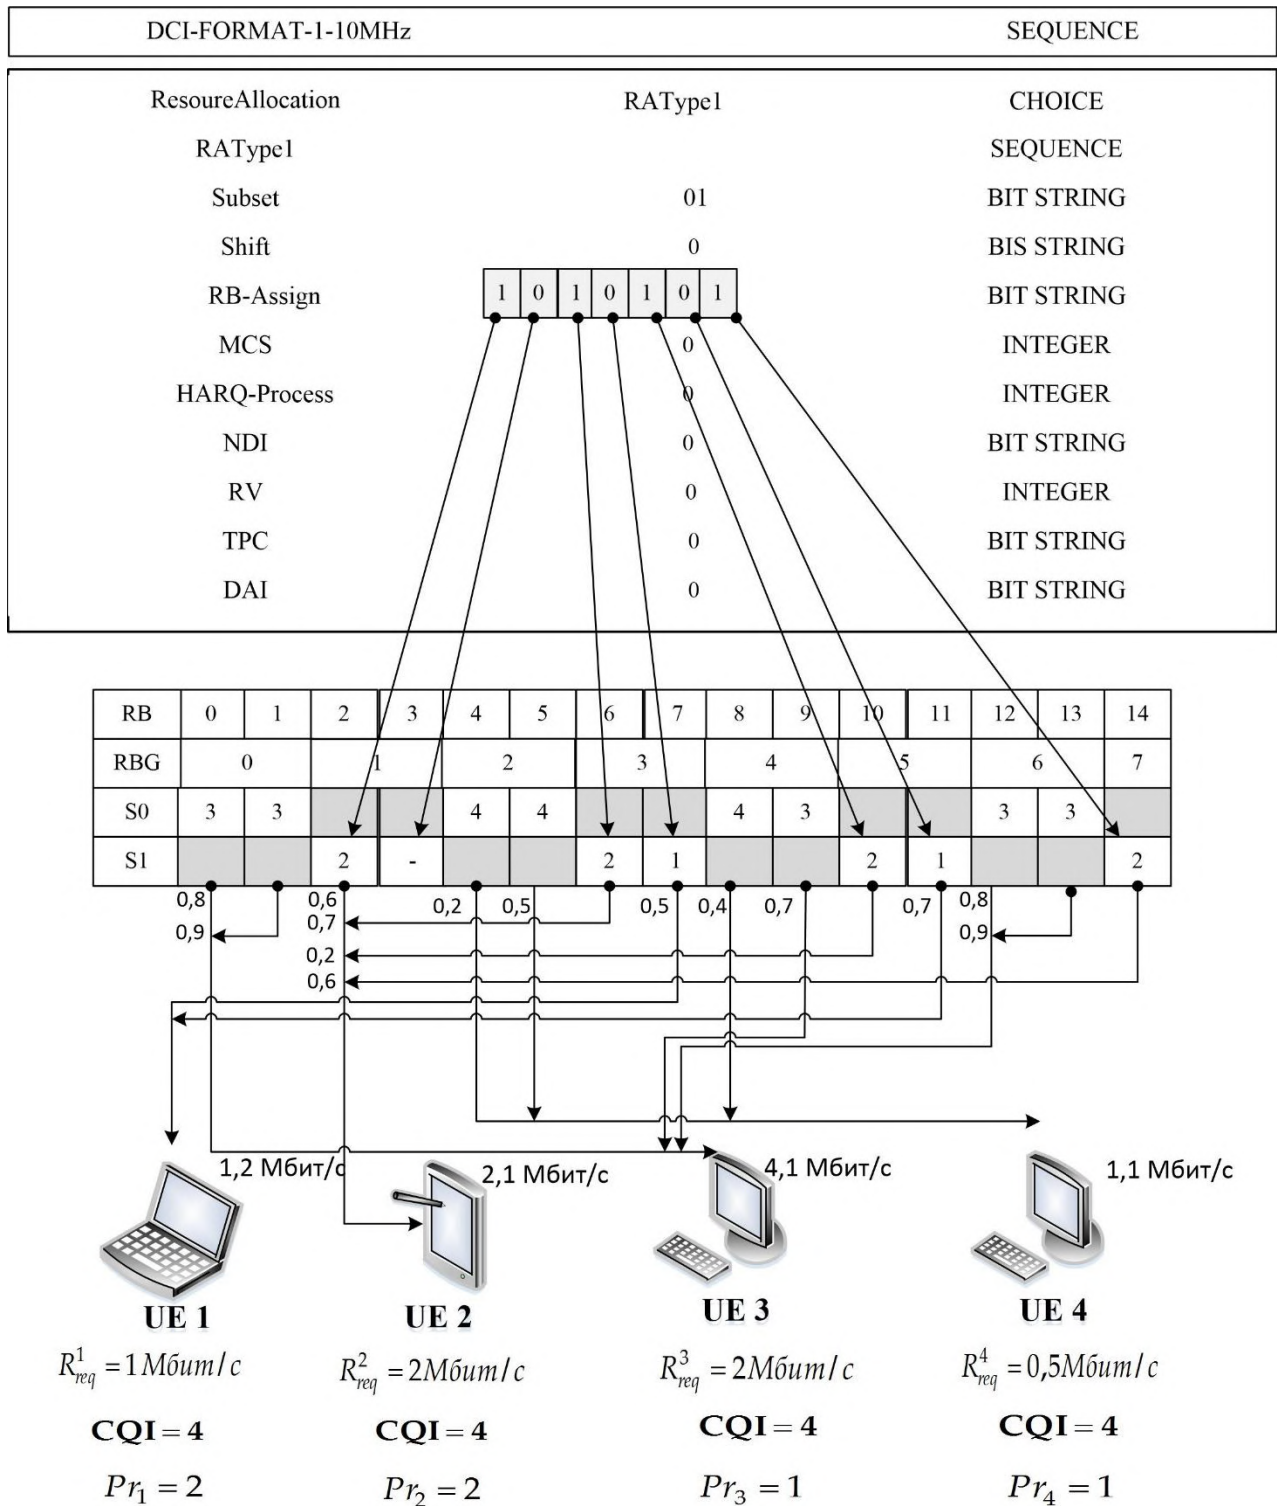 DCI-FORMAT-1-10MHz SEQUENCE
ResoureAllocation RAType1 CHOICE
RAType1 SEQUENCE
Subset 01 BIT STRING
Shift 0 BIS STRING
RB-Assign 1 0 1 0 1 0 1 BIT STRING
MCS 0 INTEGER
HARQ-Process 0 INTEGER
NDI 0 BIT STRING
RV 0 INTEGER
TPC 0 BIT STRING
DAI 0 BIT STRING
RB 0 1 2 3 4 5 6 7 8 9 10 11 12 13 14
RBG 0 1 2 3 4 5 6 7
S0 3 3 4 4 4 3 3 3
S1 2 - 2 1 2 1 2
0,8 0,6 0,2 0,5 0,5 0,4 0,7 0,7 0,8
0,9 0,7 0,9
0,2
0,6
1,2 Мбит/с 2,1 Мбит/с 4,1 Мбит/с 1,1 Мбит/с
UE 1 UE 2 UE 3 UE 4
R¹req = 1Мбит/с R²req = 2Мбит/с R³req = 2Мбит/с R⁴req = 0,5Мбит/с
CQI = 4 CQI = 4 CQI = 4 CQI = 4
Pr₁ = 2 Pr₂ = 2 Pr₃ = 1 Pr₄ = 1